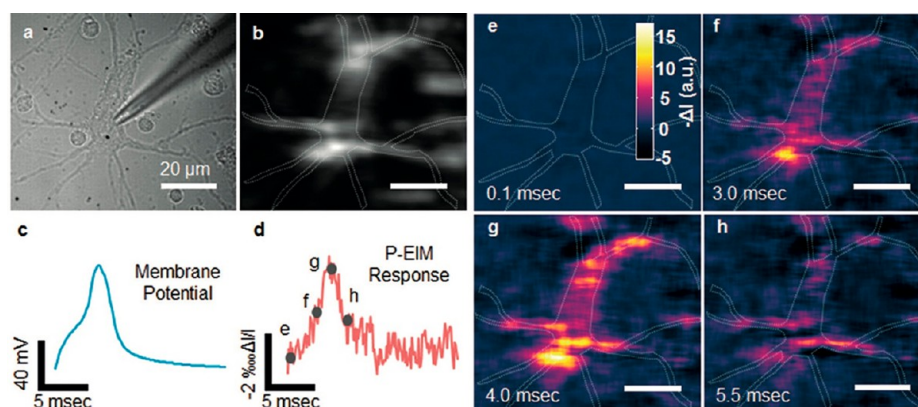 a
20 μm
b
c
Membrane
Potential
40 mV
5 msec
d
P-EIM
Response
g
f
h
e
-2 ‰ΔI/I
5 msec
e
15
10
5
0
-5
-ΔI (a.u.)
0.1 msec
f
3.0 msec
g
4.0 msec
h
5.5 msec